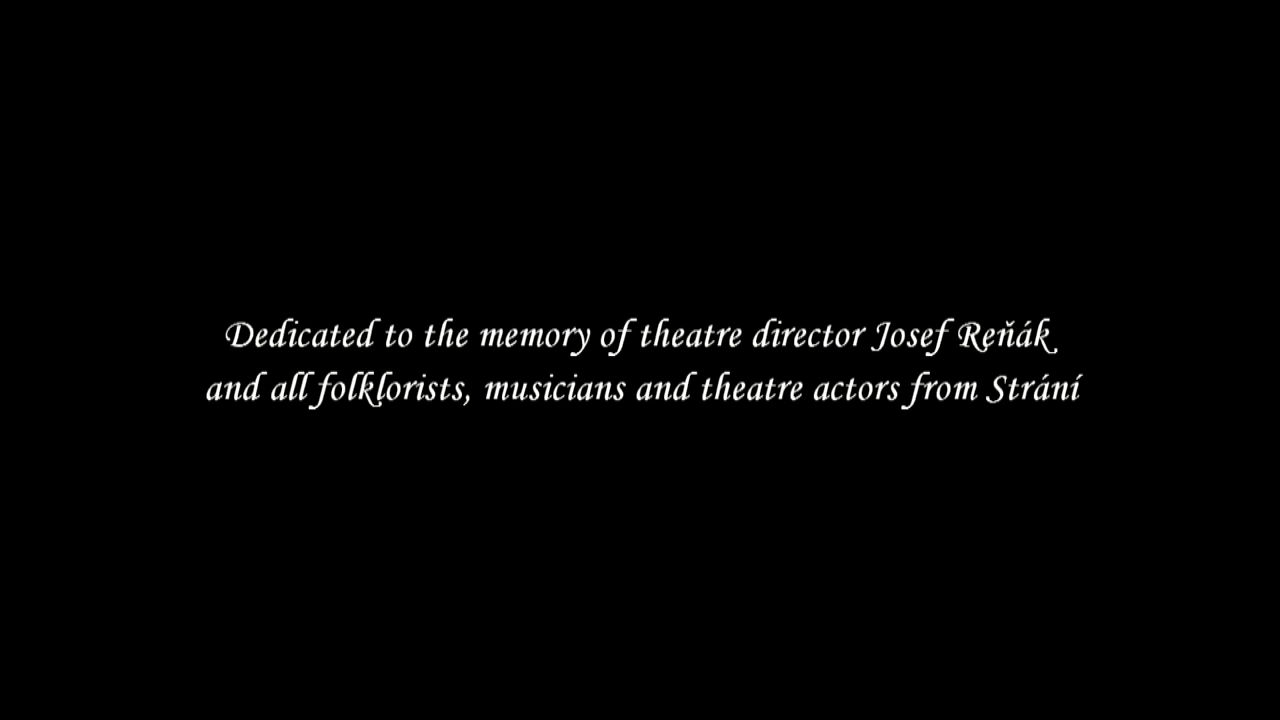 Dedicated to the memory of theatre director Josef Reňák
and all folklorists, musicians and theatre actors from Strání